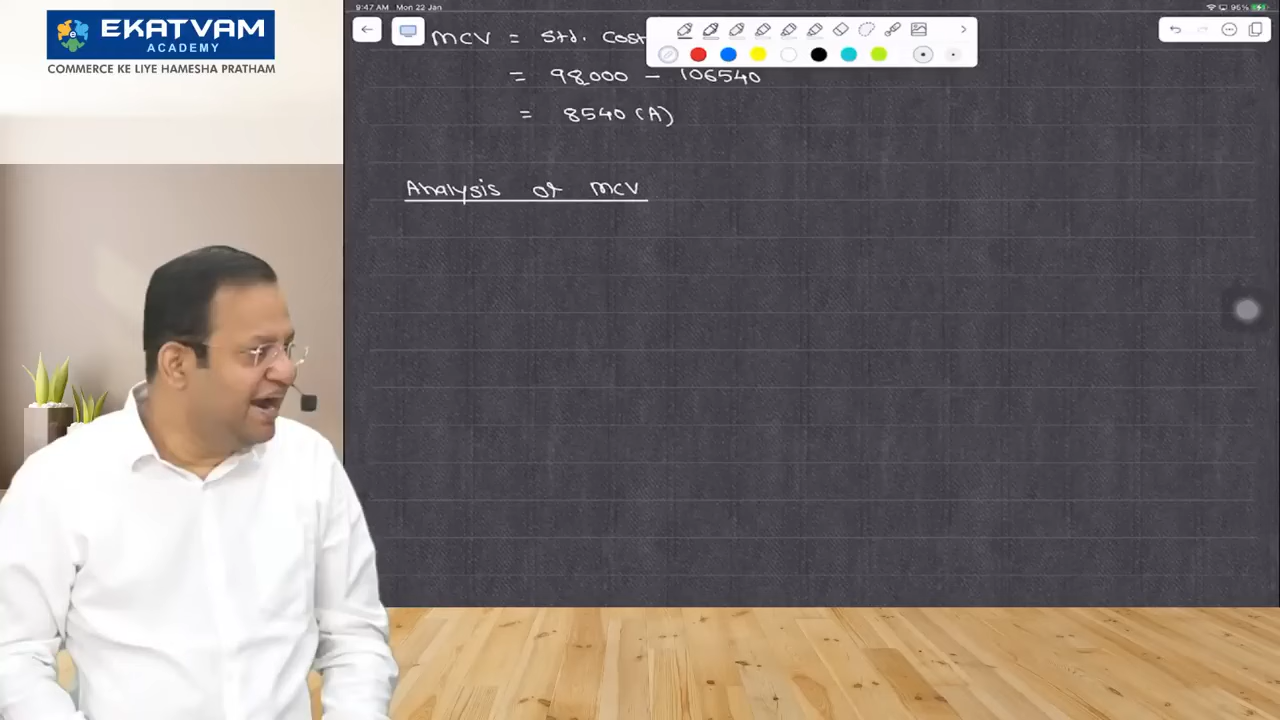 EKATVAM
ACADEMY
COMMERCE KE LIYE HAMESHA PRATHAM
9:47 AM Mon 22 Jan
95%
MCV = Std. Cost
= 98000 - 106540
= 8540 (A)
Analysis of MCV